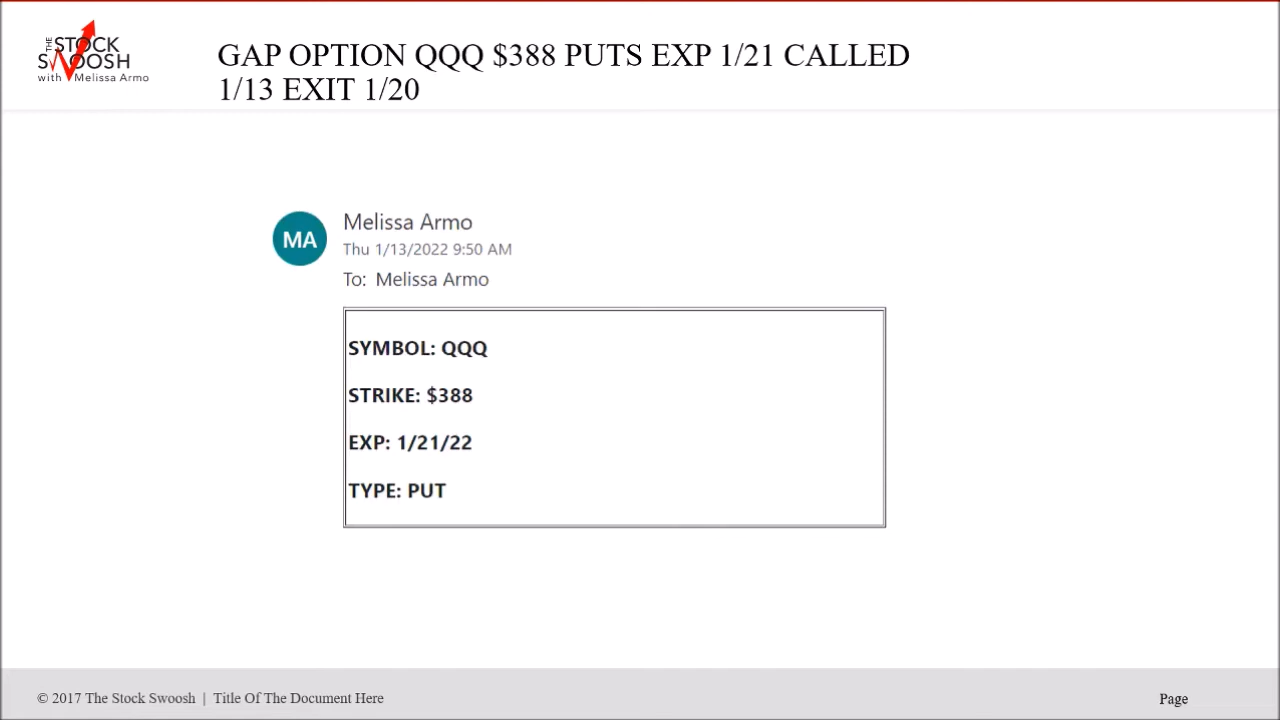 THE
STOCK
SWOOSH
with Melissa Armo
GAP OPTION QQQ $388 PUTS EXP 1/21 CALLED
1/13 EXIT 1/20
MA
Melissa Armo
Thu 1/13/2022 9:50 AM
To: Melissa Armo
SYMBOL: QQQ
STRIKE: $388
EXP: 1/21/22
TYPE: PUT
© 2017 The Stock Swoosh | Title Of The Document Here
Page